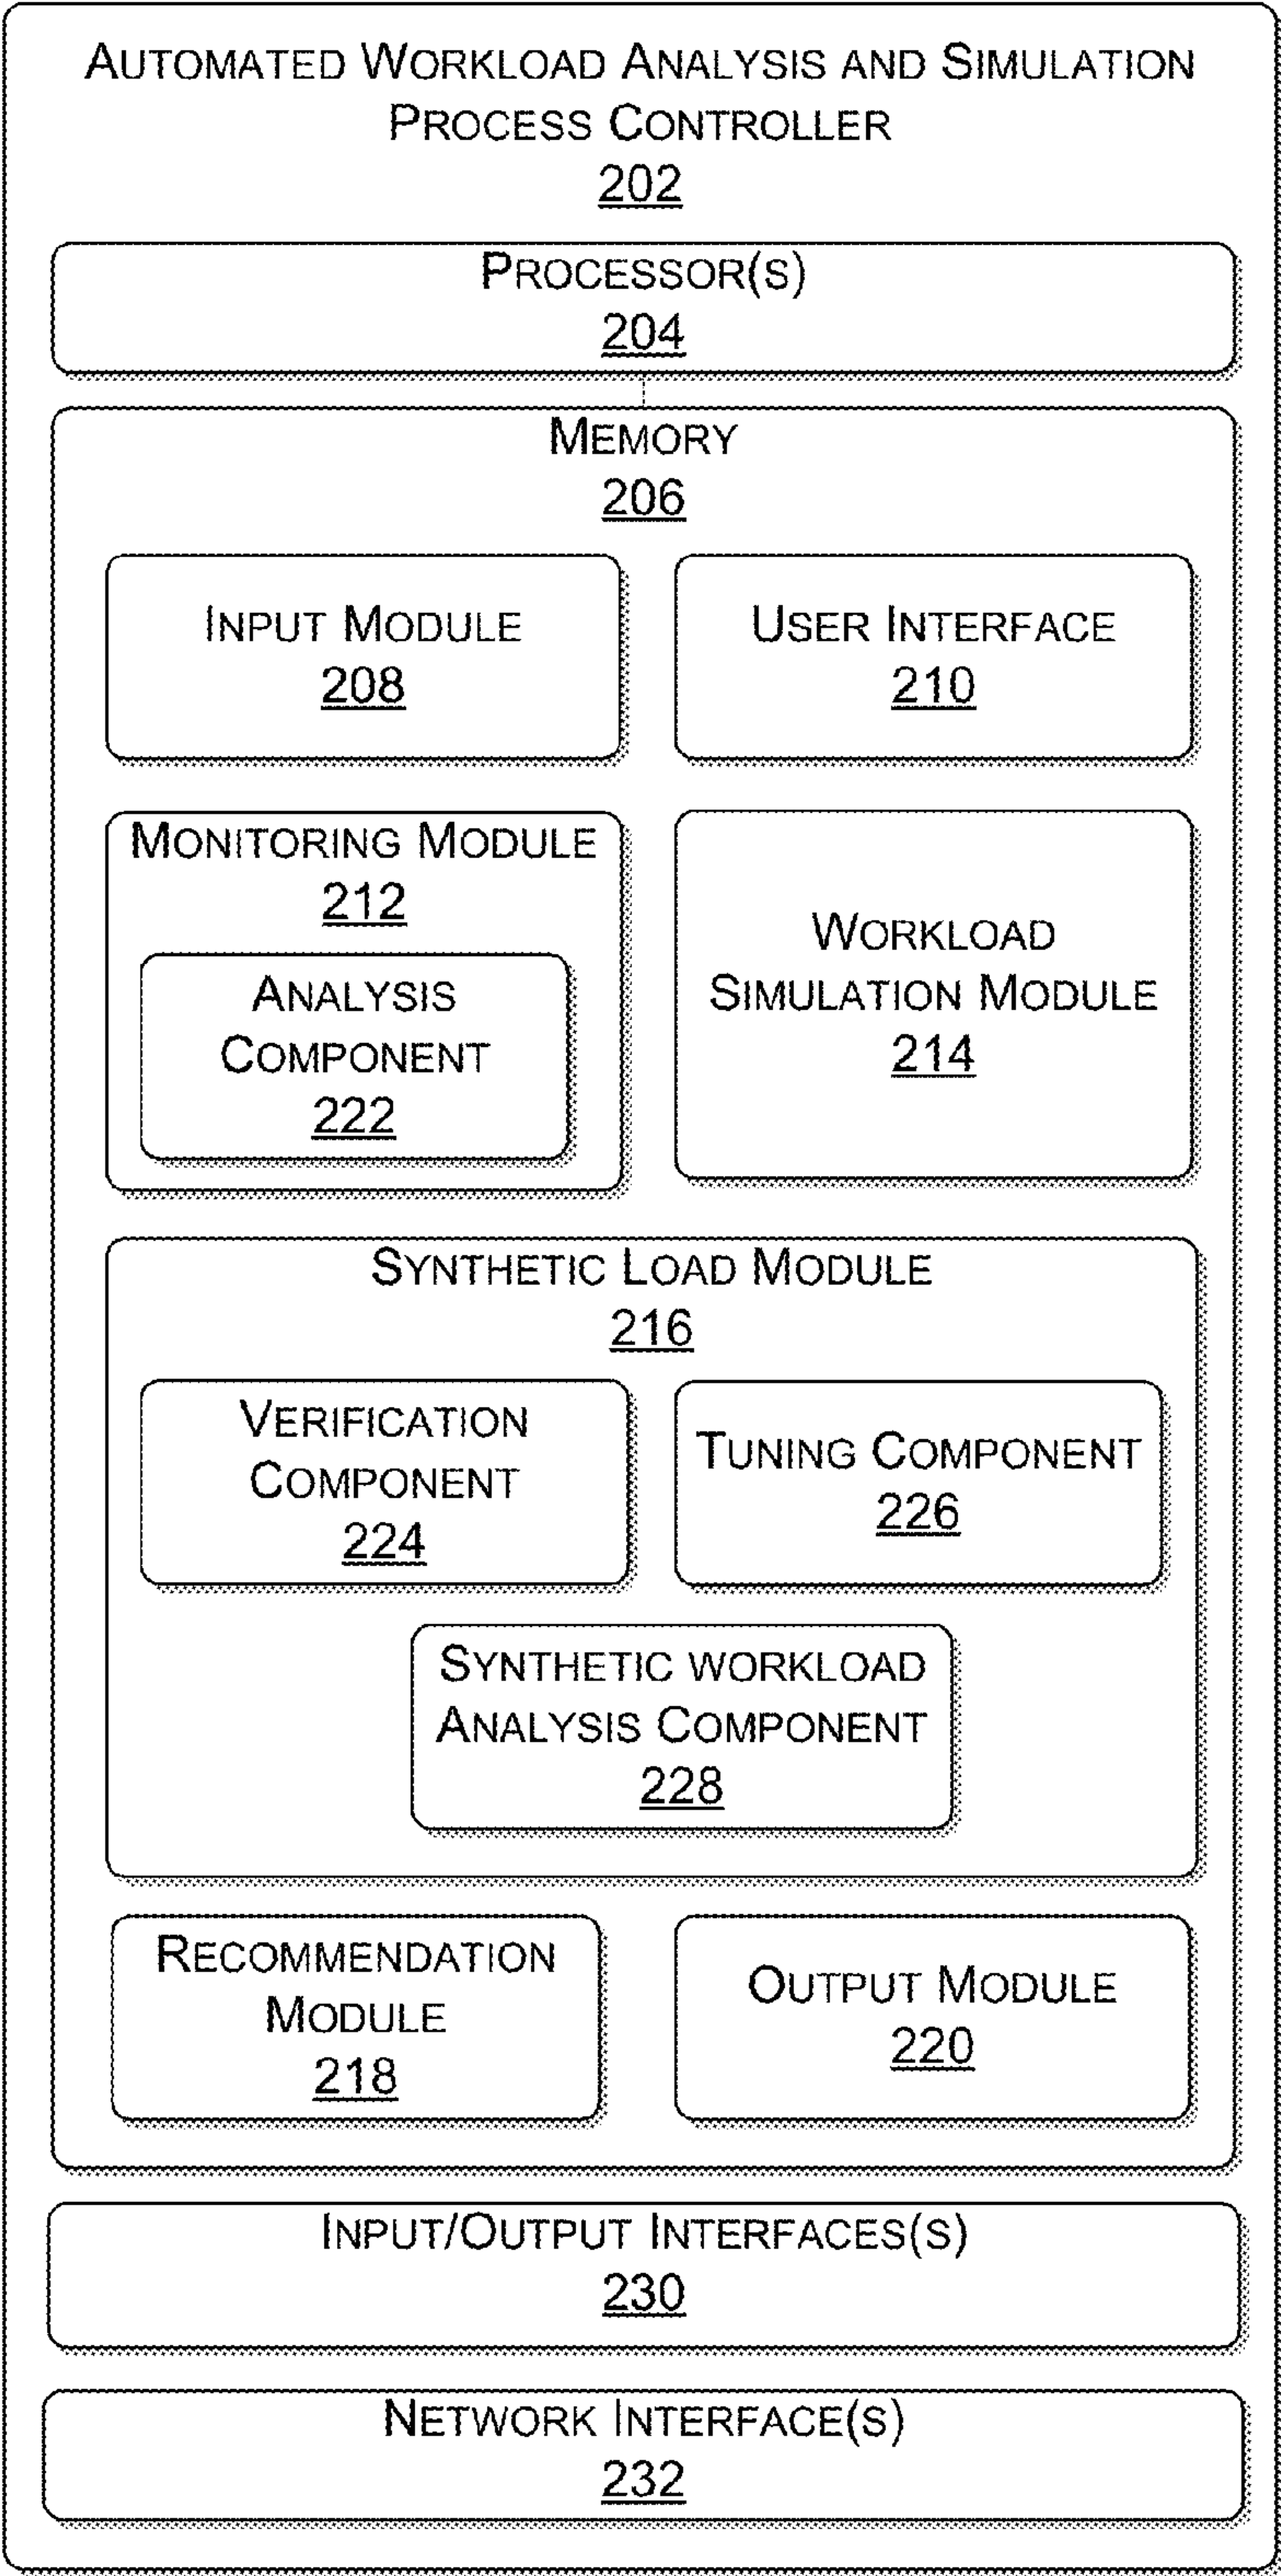 AUTOMATED WORKLOAD ANALYSIS AND SIMULATION
PROCESS CONTROLLER
202
PROCESSOR(S)
204
MEMORY
206
INPUT MODULE
208
USER INTERFACE
210
MONITORING MODULE
212
ANALYSIS
COMPONENT
222
WORKLOAD
SIMULATION MODULE
214
SYNTHETIC LOAD MODULE
216
VERIFICATION
COMPONENT
224
TUNING COMPONENT
226
SYNTHETIC WORKLOAD
ANALYSIS COMPONENT
228
RECOMMENDATION
MODULE
218
OUTPUT MODULE
220
INPUT/OUTPUT INTERFACES(S)
230
NETWORK INTERFACE(S)
232